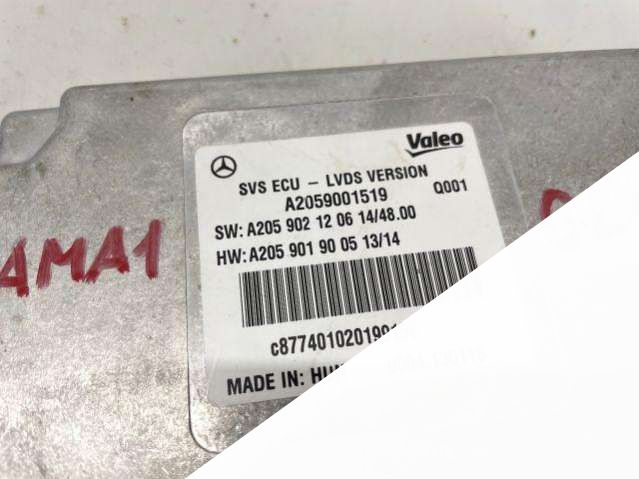 Valeo
SVS ECU – LVDS VERSION
A2059001519 Q001
SW: A205 902 12 06 14/48.00
HW: A205 901 90 05 13/14
MADE IN:
AMA1